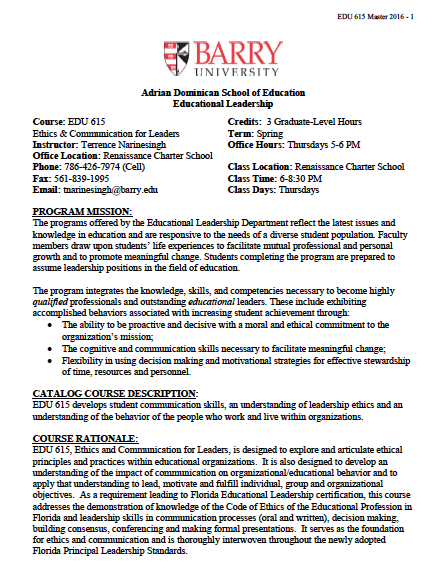 EDU 615 Master 2016 - 1
BARRY
UNIVERSITY
Adrian Dominican School of Education
Educational Leadership
Course: EDU 615 Credits: 3 Graduate-Level Hours
Ethics & Communication for Leaders Term: Spring
Instructor: Terrence Narinesingh Office Hours: Thursdays 5-6 PM
Office Location: Renaissance Charter School
Phone: 786-426-7974 (Cell) Class Location: Renaissance Charter School
Fax: 561-839-1995 Class Time: 6-8:30 PM
Email: tnarinesingh@barry.edu Class Days: Thursdays
PROGRAM MISSION:
The programs offered by the Educational Leadership Department reflect the latest issues and
knowledge in education and are responsive to the needs of a diverse student population. Faculty
members draw upon students' life experiences to facilitate mutual professional and personal
growth and to promote meaningful change. Students completing the program are prepared to
assume leadership positions in the field of education.
The program integrates the knowledge, skills, and competencies necessary to become highly
qualified professionals and outstanding educational leaders. These include exhibiting
accomplished behaviors associated with increasing student achievement through:
• The ability to be proactive and decisive with a moral and ethical commitment to the
organization's mission;
• The cognitive and communication skills necessary to facilitate meaningful change;
• Flexibility in using decision making and motivational strategies for effective stewardship
of time, resources and personnel.
CATALOG COURSE DESCRIPTION:
EDU 615 develops student communication skills, an understanding of leadership ethics and an
understanding of the behavior of the people who work and live within organizations.
COURSE RATIONALE:
EDU 615, Ethics and Communication for Leaders, is designed to explore and articulate ethical
principles and practices within educational organizations. It is also designed to develop an
understanding of the impact of communication on organizational/educational behavior and to
apply that understanding to lead, motivate and fulfill individual, group and organizational
objectives. As a requirement leading to Florida Educational Leadership certification, this course
addresses the demonstration of knowledge of the Code of Ethics of the Educational Profession in
Florida and leadership skills in communication processes (oral and written), decision making,
building consensus, conferencing and making formal presentations. It serves as the foundation
for ethics and communication and is thoroughly interwoven throughout the newly adopted
Florida Principal Leadership Standards.